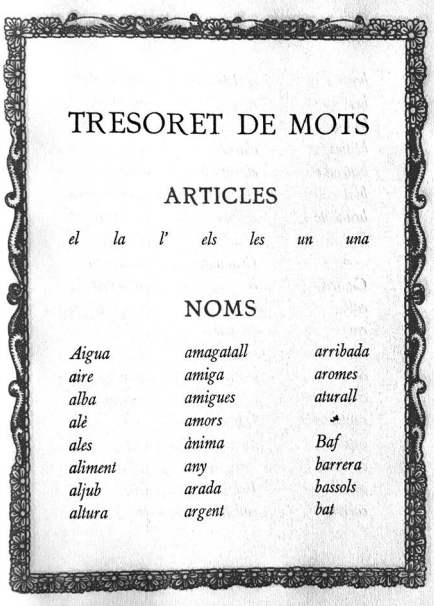 TRESORET DE MOTS
ARTICLES
el la l' els les un una
NOMS
Aigua
aire
alba
alè
ales
aliment
aljub
altura
amagatall
amiga
amigues
amors
ànima
any
arada
argent
arribada
aromes
aturall
Baf
barrera
bassols
bat